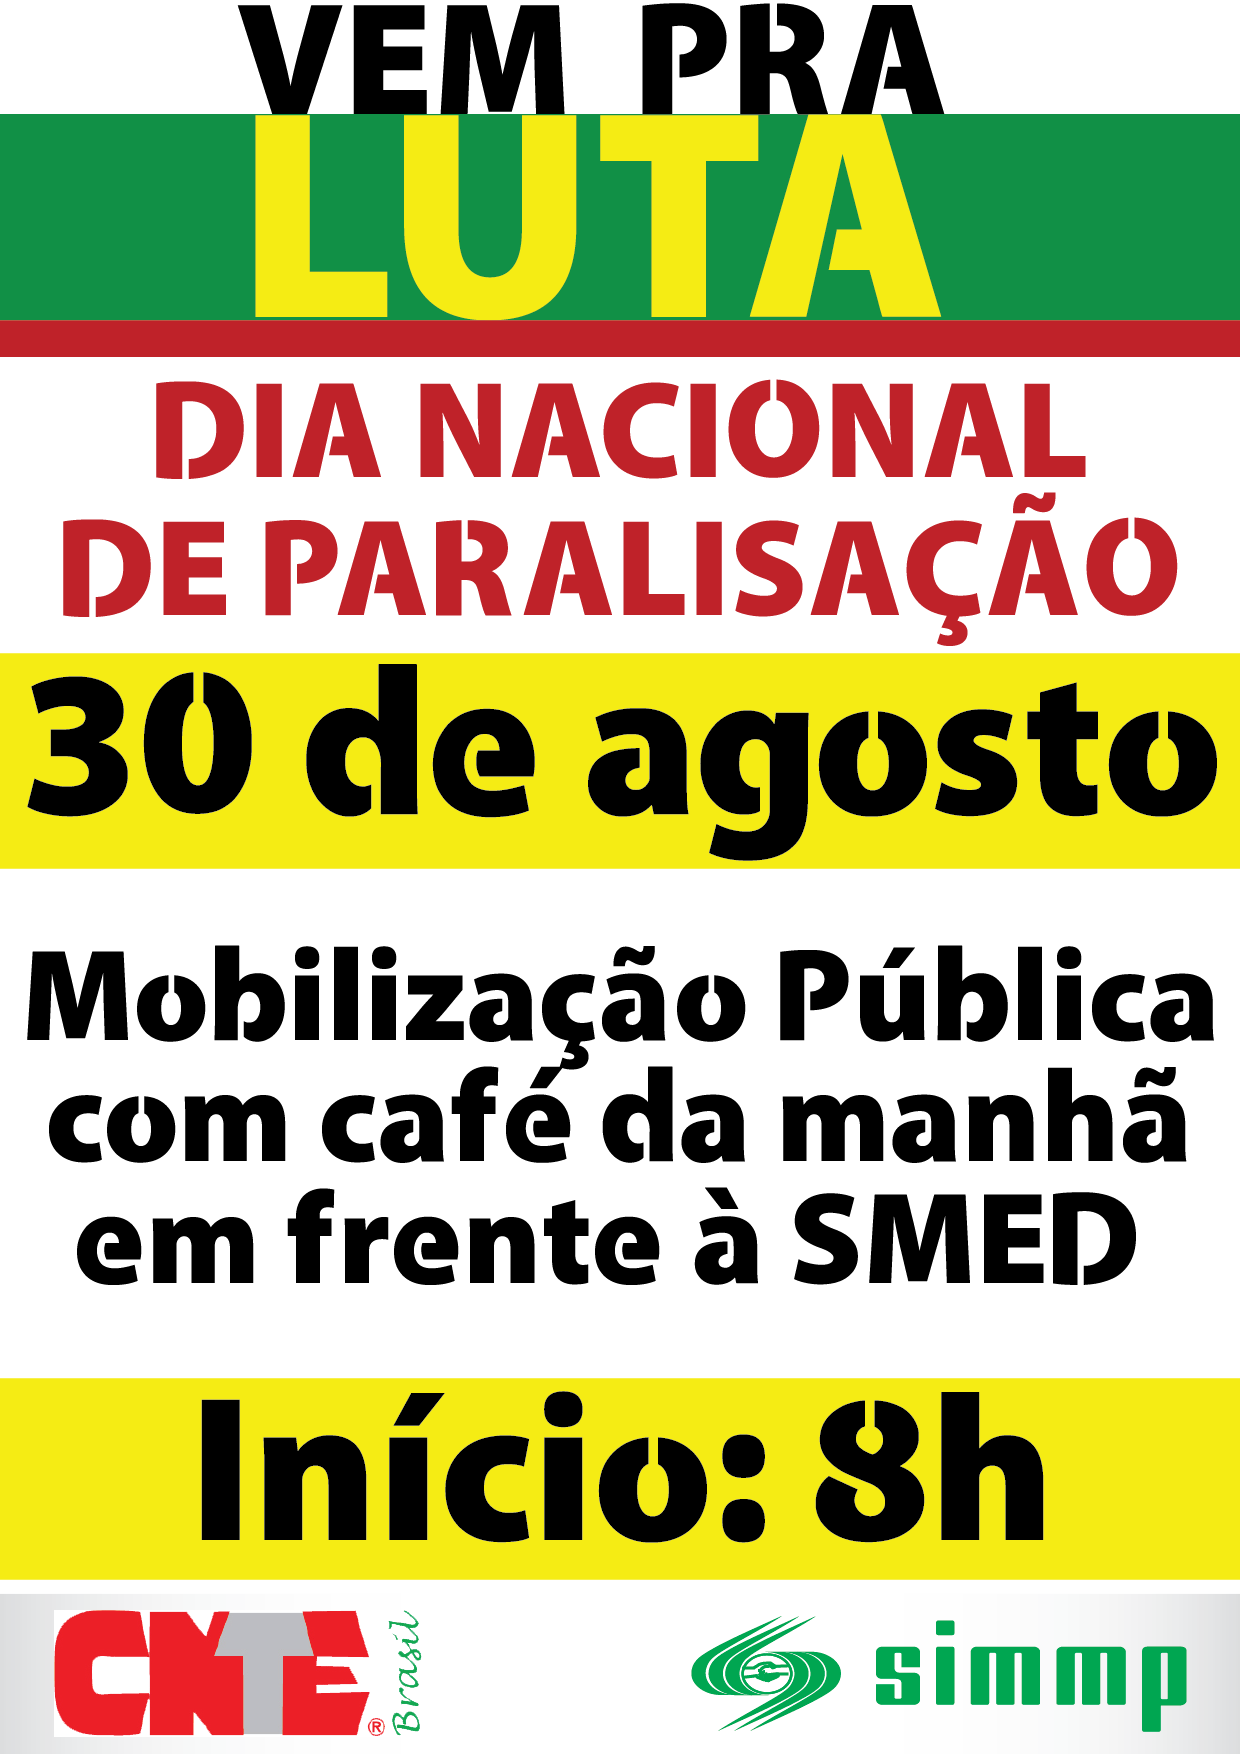 VEM PRA
LUTA
DIA NACIONAL
DE PARALISAÇÃO
30 de agosto
Mobilização Pública
com café da manhã
em frente à SMED
Início: 8h
CNTE ® Brasil
simmp